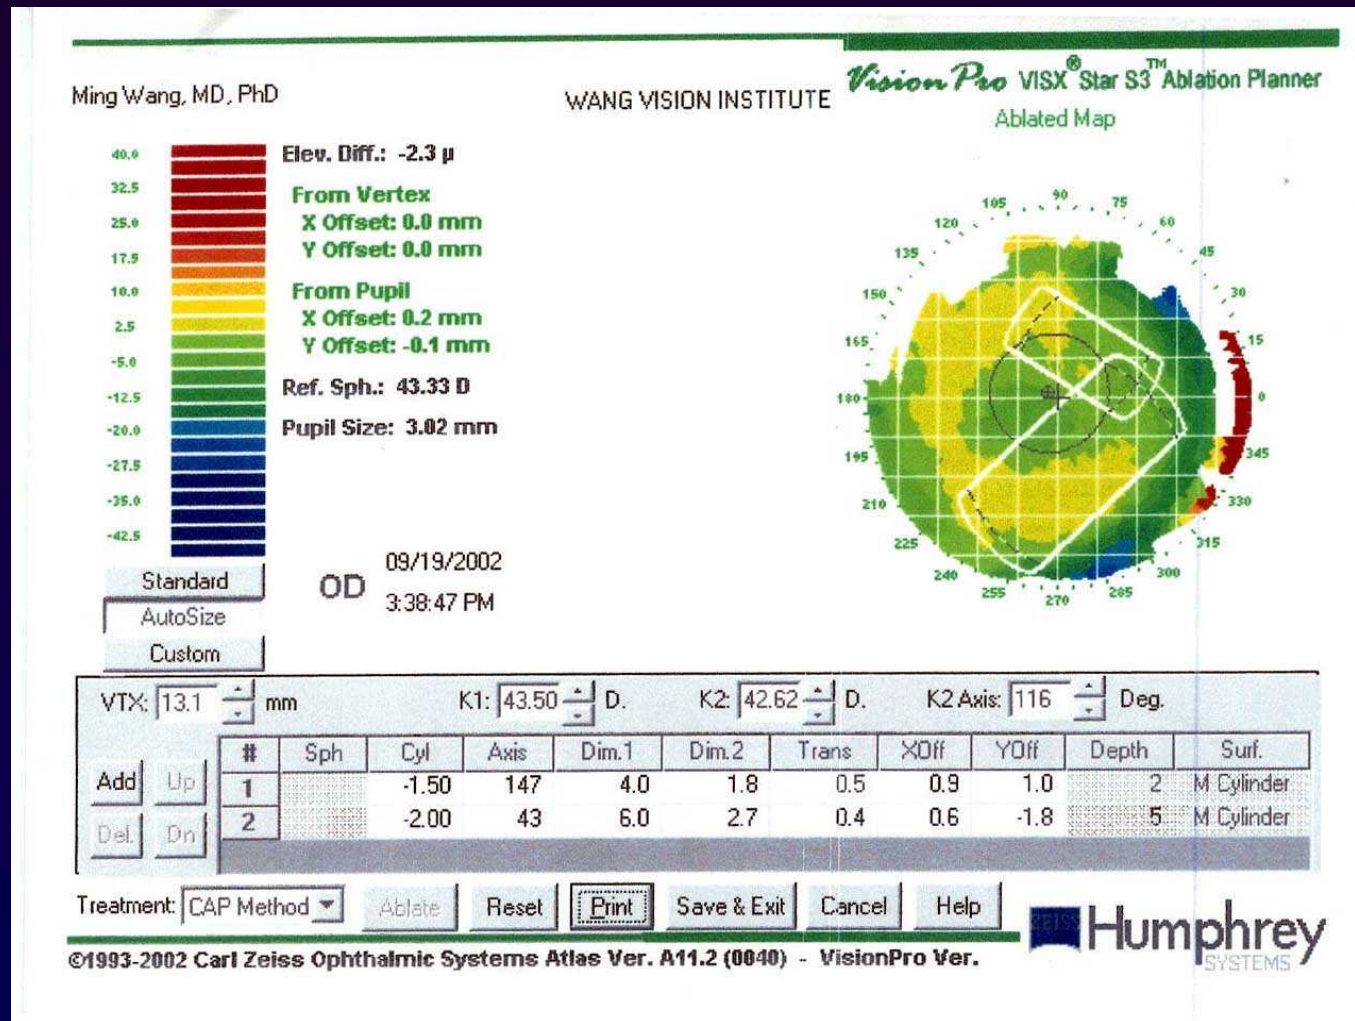 Ming Wang, MD, PhD
WANG VISION INSTITUTE
Vision Pro VISX® Star S3™ Ablation Planner
Ablated Map
40.0
32.5
25.0
17.5
10.0
2.5
-5.0
-12.5
-20.0
-27.5
-35.0
-42.5
Elev. Diff.: -2.3 µ
From Vertex
X Offset: 0.0 mm
Y Offset: 0.0 mm
From Pupil
X Offset: 0.2 mm
Y Offset: -0.1 mm
Ref. Sph.: 43.33 D
Pupil Size: 3.02 mm
OD
09/19/2002
3:38:47 PM
105
90
75
120
60
135
45
150
30
165
15
180
0
195
345
210
330
225
315
240
300
255
270
285
Standard
AutoSize
Custom
VTX: 13.1 mm K1: 43.50 D. K2: 42.62 D. K2 Axis: 116 Deg.
# Sph Cyl Axis Dim.1 Dim.2 Trans XOff YOff Depth Surf.
1 -1.50 147 4.0 1.8 0.5 0.9 1.0 2 M Cylinder
2 -2.00 43 6.0 2.7 0.4 0.6 -1.8 5 M Cylinder
Add Up
Del. Dn
Treatment: CAP Method Ablate Reset Print Save & Exit Cancel Help
ZEISS Humphrey
SYSTEMS
©1993-2002 Carl Zeiss Ophthalmic Systems Atlas Ver. A11.2 (0040) - VisionPro Ver.